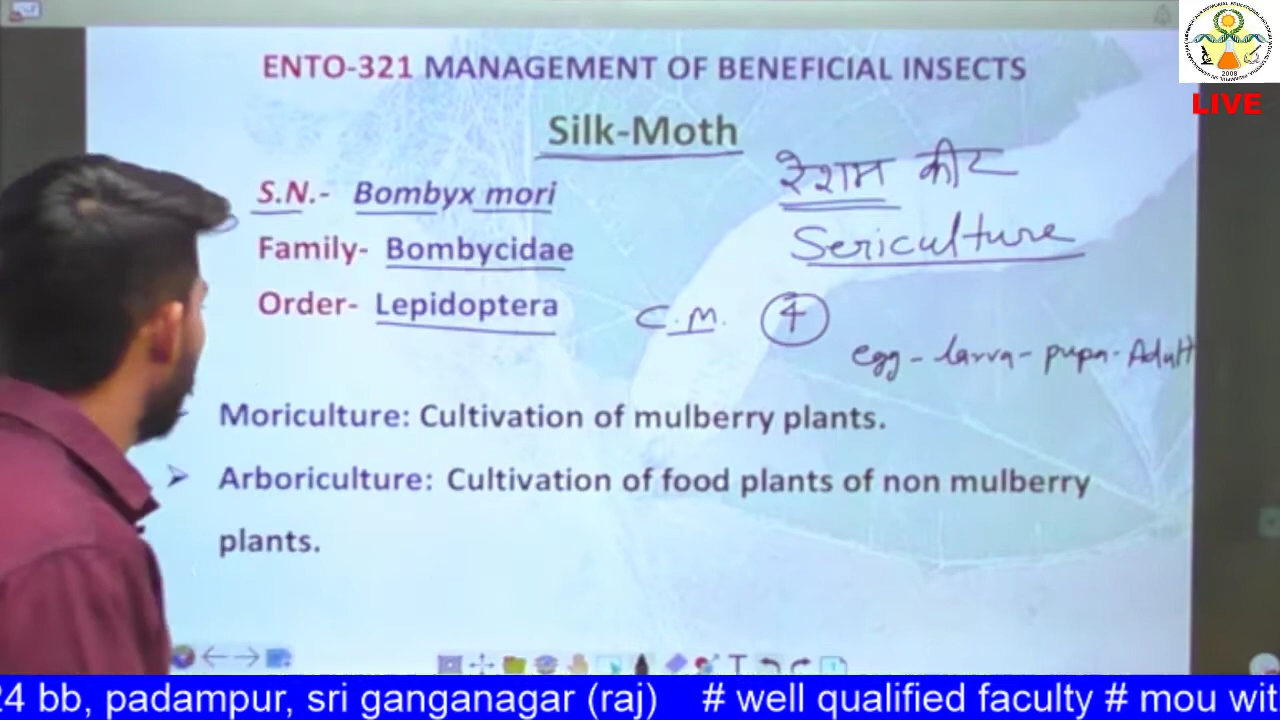 ENTO-321 MANAGEMENT OF BENEFICIAL INSECTS
LIVE
Silk-Moth
रेशम कीट
S.N.- Bombyx mori
Sericulture
Family- Bombycidae
Order- Lepidoptera
C.M. 4
egg - larva - pupa - Adult
Moriculture: Cultivation of mulberry plants.
➤ Arboriculture: Cultivation of food plants of non mulberry
plants.
24 bb, padampur, sri ganganagar (raj) # well qualified faculty # mou wit
2008